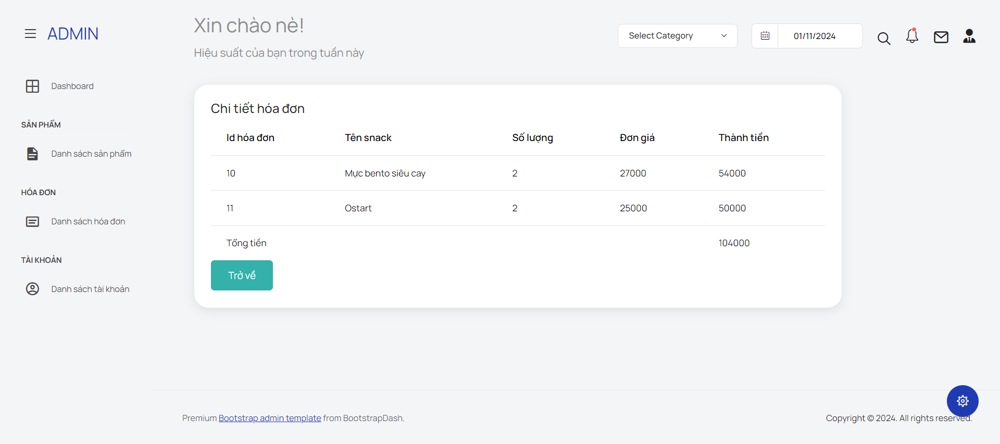 ADMIN
Xin chào nè!
Hiệu suất của bạn trong tuần này
Select Category
01/11/2024
Dashboard
SẢN PHẨM
Danh sách sản phẩm
HÓA ĐƠN
Danh sách hóa đơn
TÀI KHOẢN
Danh sách tài khoản
Chi tiết hóa đơn
Id hóa đơn Tên snack Số lượng Đơn giá Thành tiền
10 Mực bento siêu cay 2 27000 54000
11 Ostart 2 25000 50000
Tổng tiền 104000
Trở về
Premium Bootstrap admin template from BootstrapDash.
Copyright © 2024. All rights reserved.